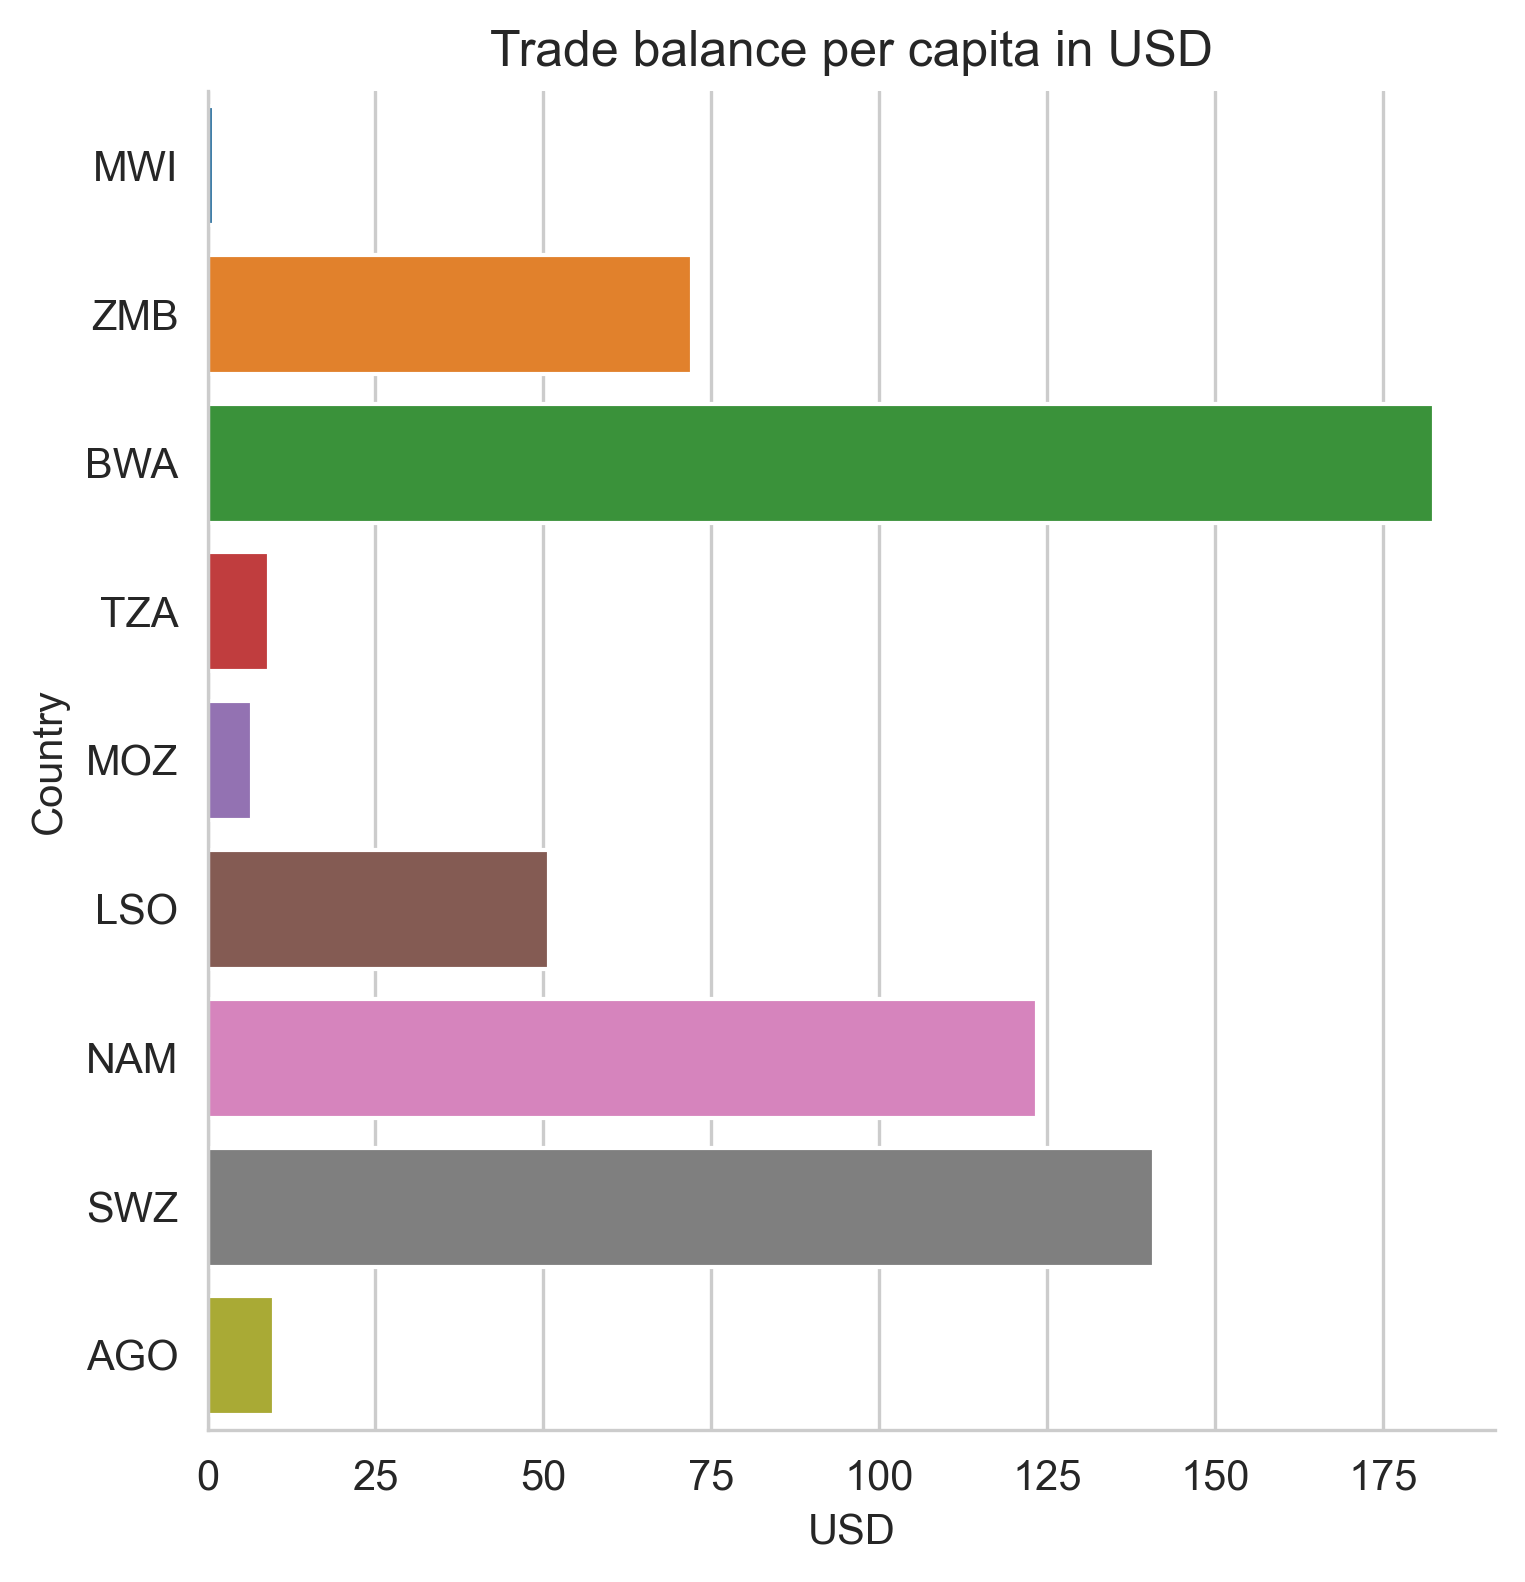 Trade balance per capita in USD
Country
MWI
ZMB
BWA
TZA
MOZ
LSO
NAM
SWZ
AGO
0 25 50 75 100 125 150 175
USD